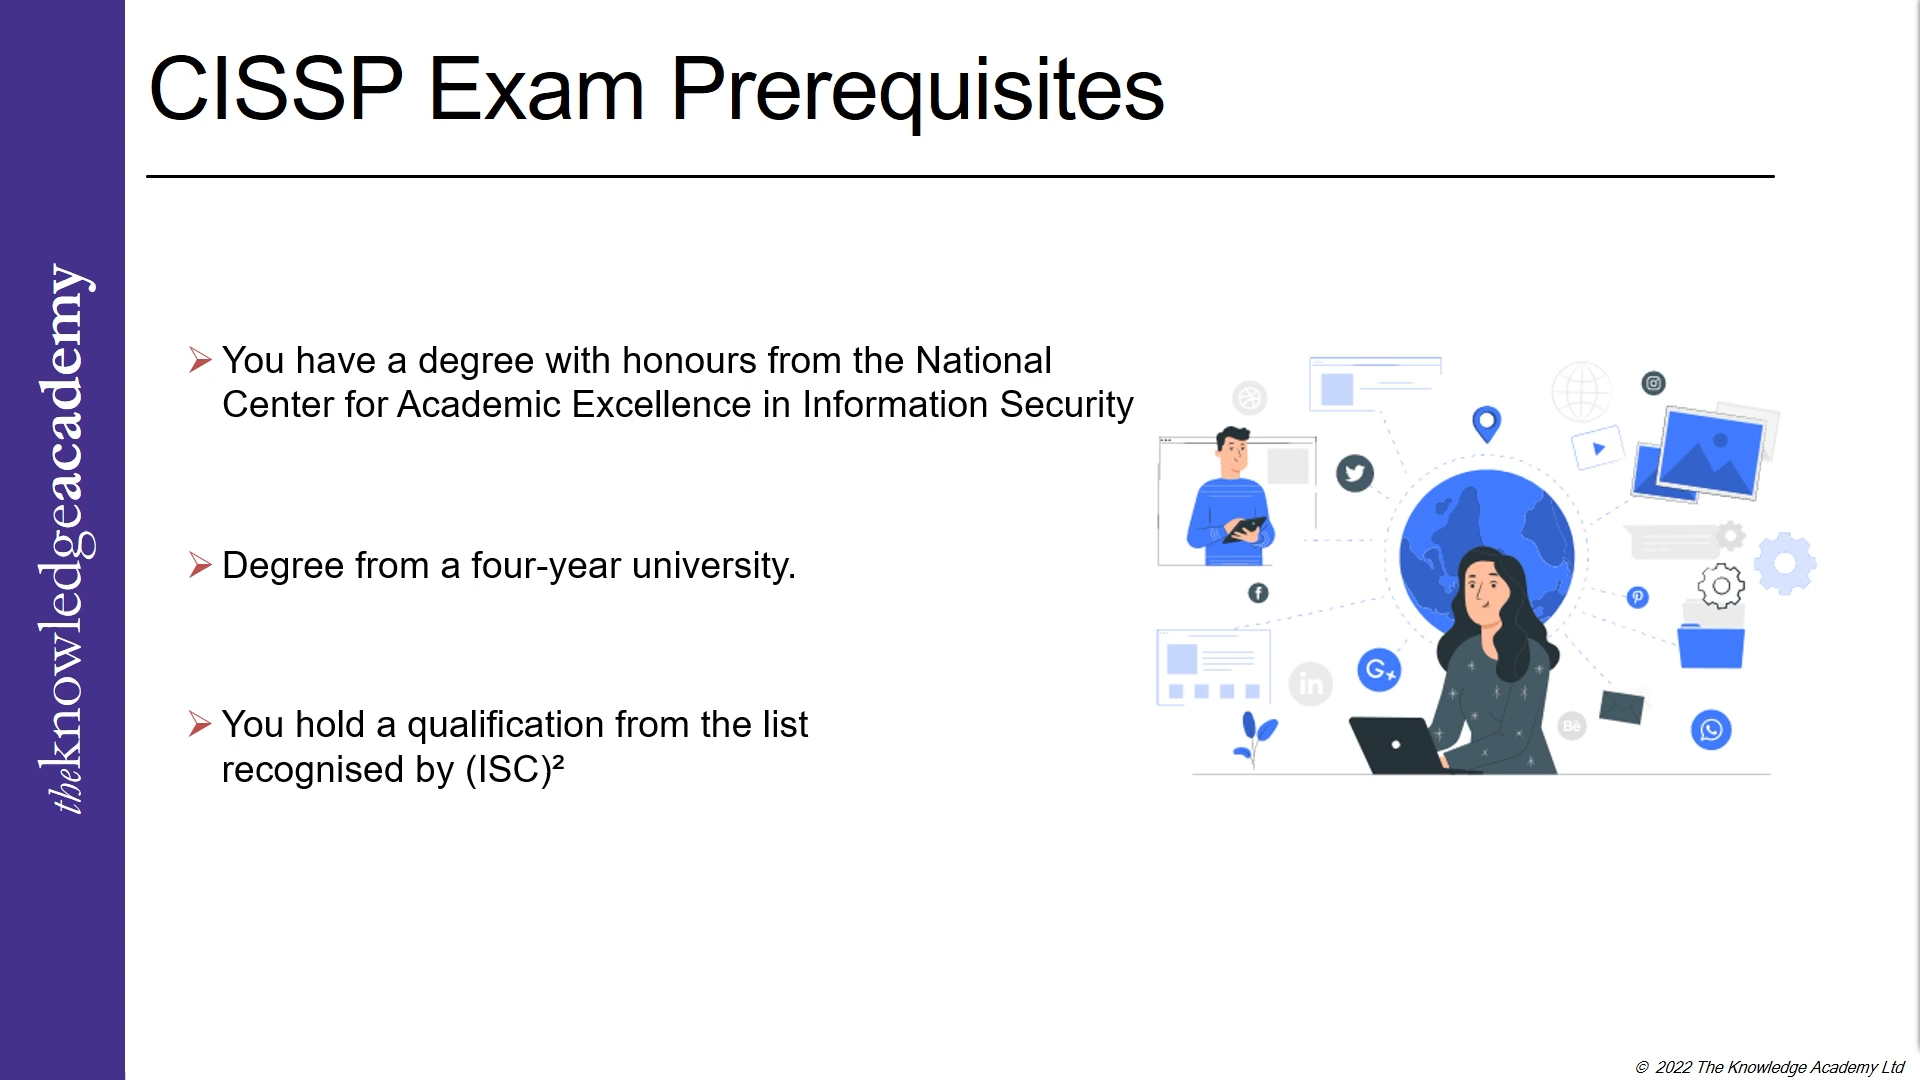 CISSP Exam Prerequisites
theknowledgeacademy
You have a degree with honours from the National
Center for Academic Excellence in Information Security
Degree from a four-year university.
You hold a qualification from the list
recognised by (ISC)²
f
in
G+
Bē
© 2022 The Knowledge Academy Ltd